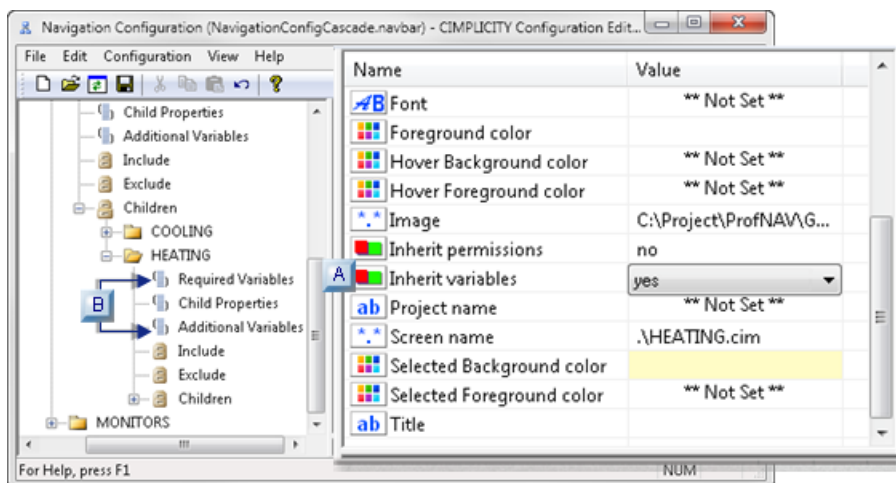 Navigation Configuration (NavigationConfigCascade.navbar) - CIMPLICITY Configuration Edit...
File Edit Configuration View Help
Child Properties
Additional Variables
Include
Exclude
Children
COOLING
HEATING
Required Variables
B
Child Properties
Additional Variables
Include
Exclude
Children
MONITORS
For Help, press F1
NUM
Name Value
AB Font ** Not Set **
Foreground color
Hover Background color ** Not Set **
Hover Foreground color ** Not Set **
*.* Image C:\Project\ProfNAV\G...
Inherit permissions no
A Inherit variables yes
ab Project name ** Not Set **
*.* Screen name .\HEATING.cim
Selected Background color
Selected Foreground color ** Not Set **
ab Title